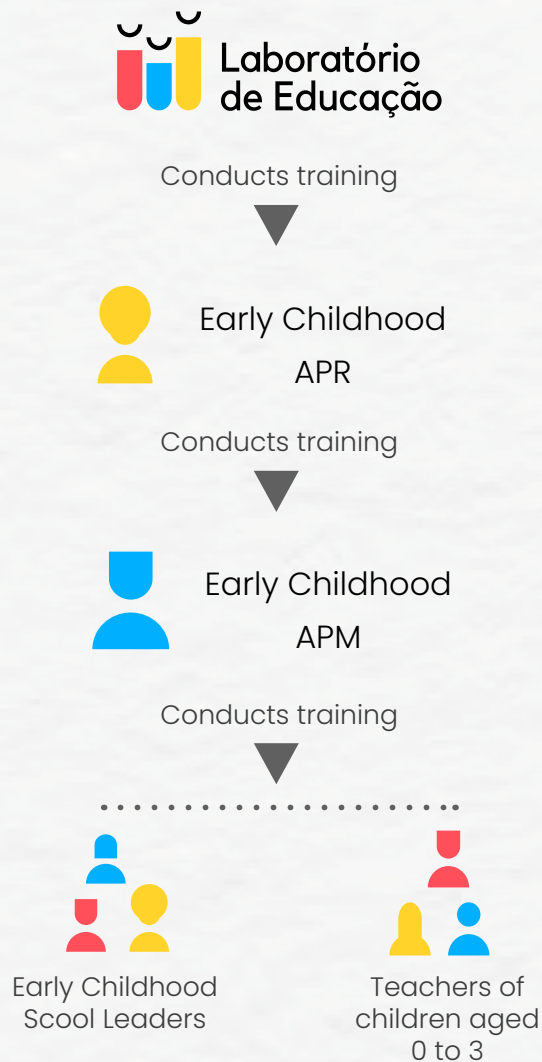 Laboratório
de Educação
Conducts training
Early Childhood
APR
Conducts training
Early Childhood
APM
Conducts training
Early Childhood
Scool Leaders
Teachers of
children aged
0 to 3